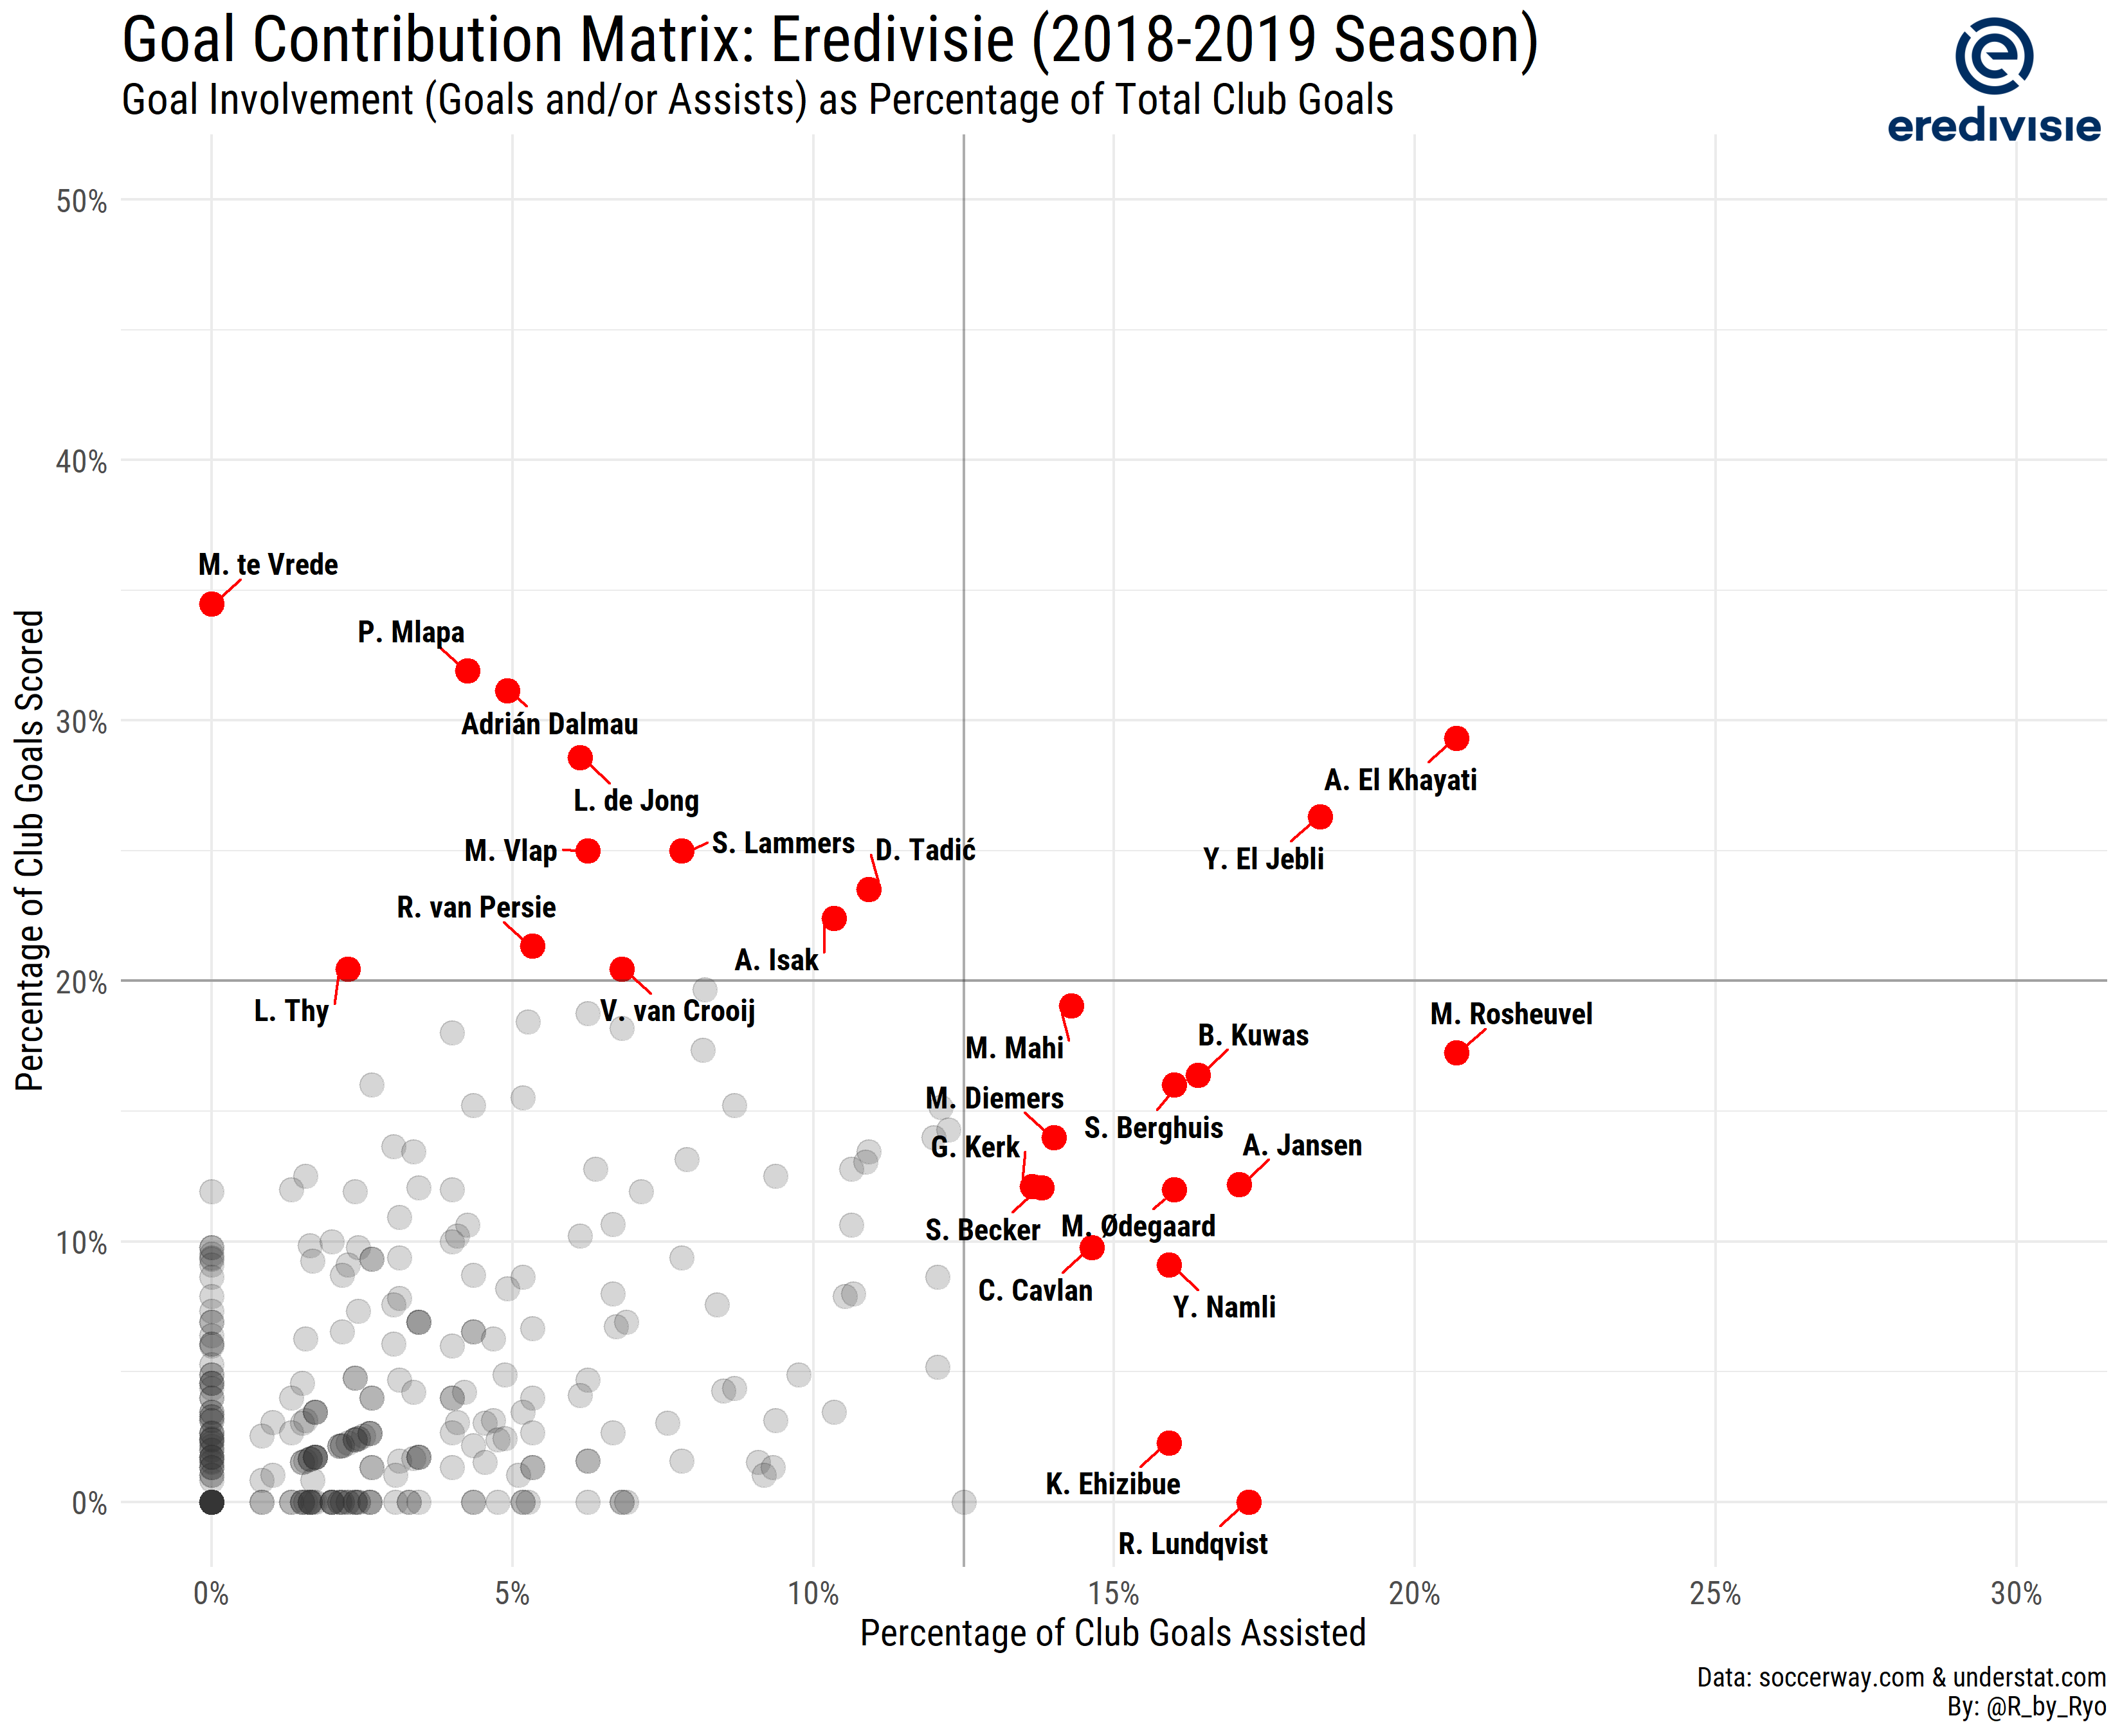 Goal Contribution Matrix: Eredivisie (2018-2019 Season)
Goal Involvement (Goals and/or Assists) as Percentage of Total Club Goals
eredivisie
Percentage of Club Goals Scored
50%
40%
30%
20%
10%
0%
M. te Vrede
P. Mlapa
Adrián Dalmau
L. de Jong
A. El Khayati
M. Vlap
S. Lammers
D. Tadić
Y. El Jebli
R. van Persie
A. Isak
L. Thy
V. van Crooij
M. Mahi
B. Kuwas
M. Rosheuvel
M. Diemers
S. Berghuis
G. Kerk
A. Jansen
S. Becker
M. Ødegaard
C. Cavlan
Y. Namli
K. Ehizibue
R. Lundqvist
0%
5%
10%
15%
20%
25%
30%
Percentage of Club Goals Assisted
Data: soccerway.com & understat.com
By: @R_by_Ryo